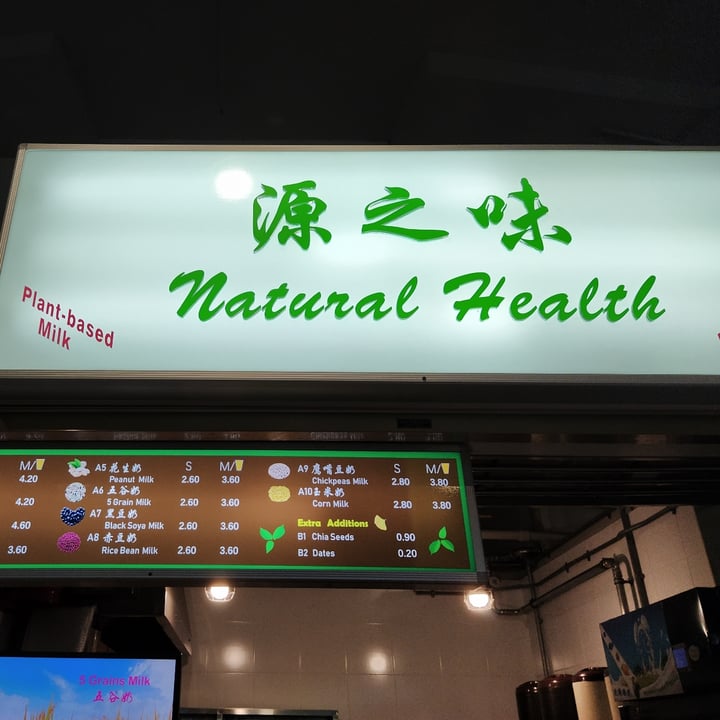 源之味
Natural Health
Plant-based
Milk
M/
4.20
4.20
4.60
3.60
A5 花生奶 S M/
Peanut Milk 2.60 3.60
A6 五谷奶
5 Grain Milk 2.60 3.60
A7 黑豆奶
Black Soya Milk 2.60 3.60
A8 赤豆奶
Rice Bean Milk 2.60 3.60
A9 鹰嘴豆奶 S M/
Chickpeas Milk 2.80 3.80
A10 玉米奶
Corn Milk 2.80 3.80
Extra Additions
B1 Chia Seeds 0.90
B2 Dates 0.20
5 Grains Milk
五谷奶